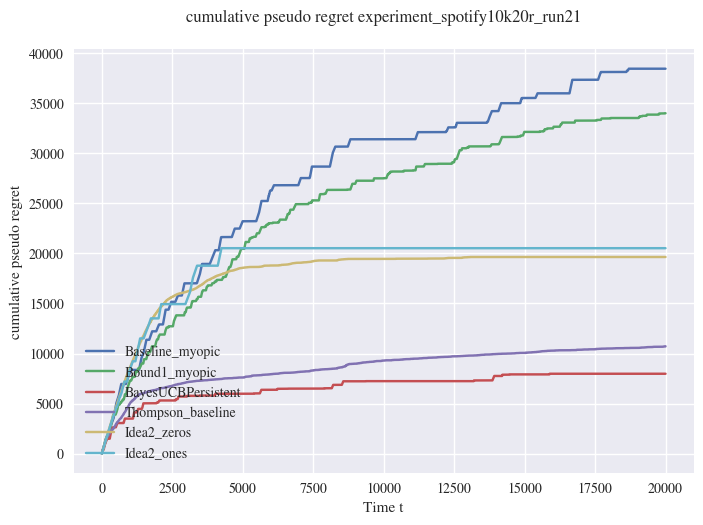 cumulative pseudo regret experiment_spotify10k20r_run21
40000
35000
30000
25000
20000
15000
10000
5000
0
cumulative pseudo regret
Baseline_myopic
Bound1_myopic
BayesUCBPersistent
Thompson_baseline
Idea2_zeros
Idea2_ones
0 2500 5000 7500 10000 12500 15000 17500 20000
Time t